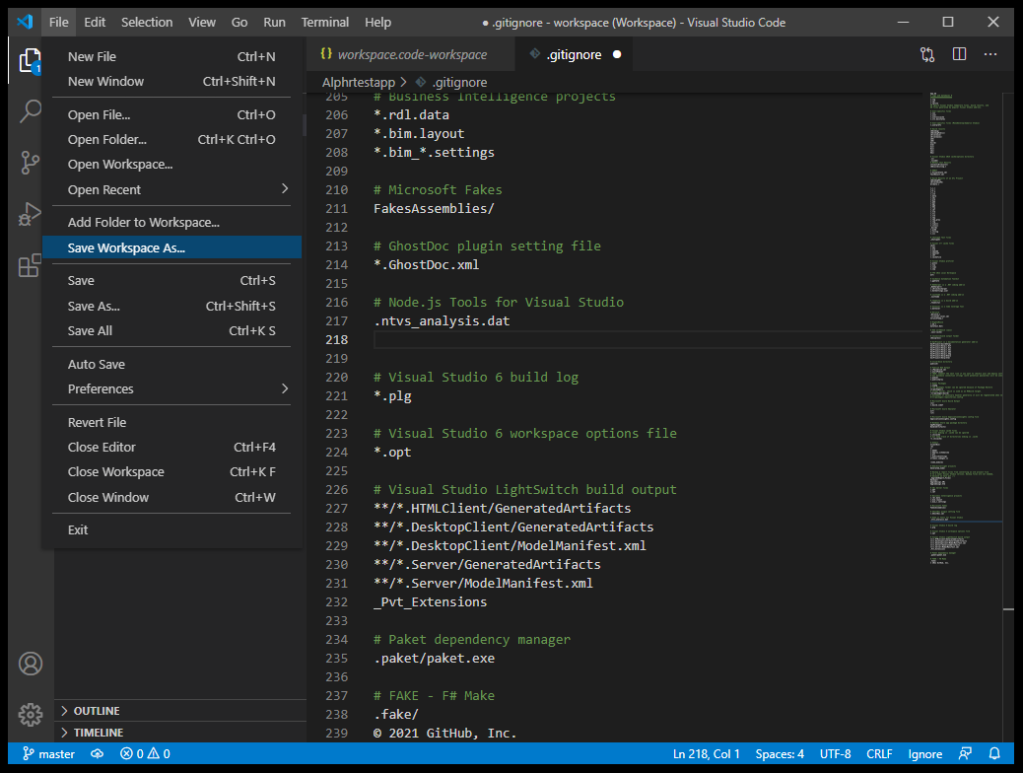 File Edit Selection View Go Run Terminal Help ● .gitignore - workspace (Workspace) - Visual Studio Code
New File Ctrl+N
New Window Ctrl+Shift+N
Open File... Ctrl+O
Open Folder... Ctrl+K Ctrl+O
Open Workspace...
Open Recent
Add Folder to Workspace...
Save Workspace As...
Save Ctrl+S
Save As... Ctrl+Shift+S
Save All Ctrl+K S
Auto Save
Preferences
Revert File
Close Editor Ctrl+F4
Close Workspace Ctrl+K F
Close Window Ctrl+W
Exit
1
OUTLINE
TIMELINE
{} workspace.code-workspace .gitignore ●
Alphrtestapp > .gitignore
205 # Business Intelligence projects
206 *.rdl.data
207 *.bim.layout
208 *.bim_*.settings
209
210 # Microsoft Fakes
211 FakesAssemblies/
212
213 # GhostDoc plugin setting file
214 *.GhostDoc.xml
215
216 # Node.js Tools for Visual Studio
217 .ntvs_analysis.dat
218
219
220 # Visual Studio 6 build log
221 *.plg
222
223 # Visual Studio 6 workspace options file
224 *.opt
225
226 # Visual Studio LightSwitch build output
227 **/*.HTMLClient/GeneratedArtifacts
228 **/*.DesktopClient/GeneratedArtifacts
229 **/*.DesktopClient/ModelManifest.xml
230 **/*.Server/GeneratedArtifacts
231 **/*.Server/ModelManifest.xml
232 _Pvt_Extensions
233
234 # Paket dependency manager
235 .paket/paket.exe
236
237 # FAKE - F# Make
238 .fake/
239 © 2021 GitHub, Inc.
master 0 0 Ln 218, Col 1 Spaces: 4 UTF-8 CRLF Ignore